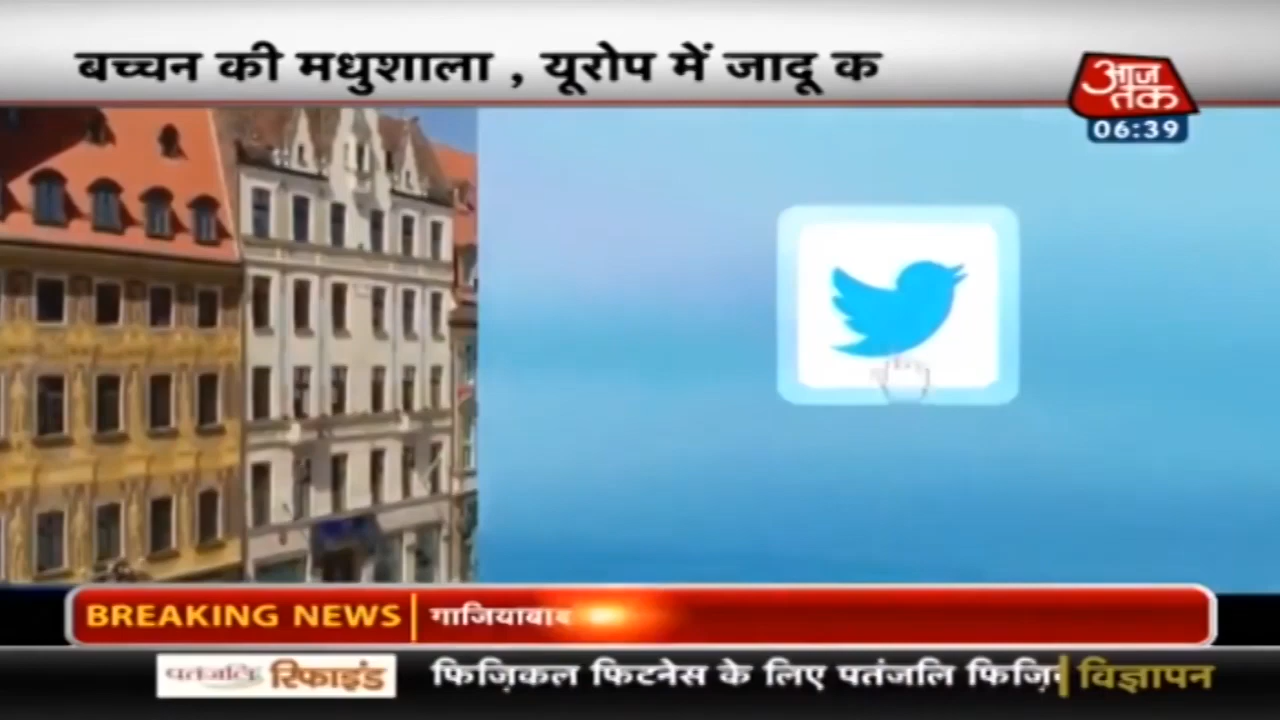 बच्चन की मधुशाला , यूरोप में जादू क
आज
तक
06:39
BREAKING NEWS
गाजियाबाद
पतंजलि रिफाइंड
फिज़िकल फिटनेस के लिए पतंजलि
विज्ञापन